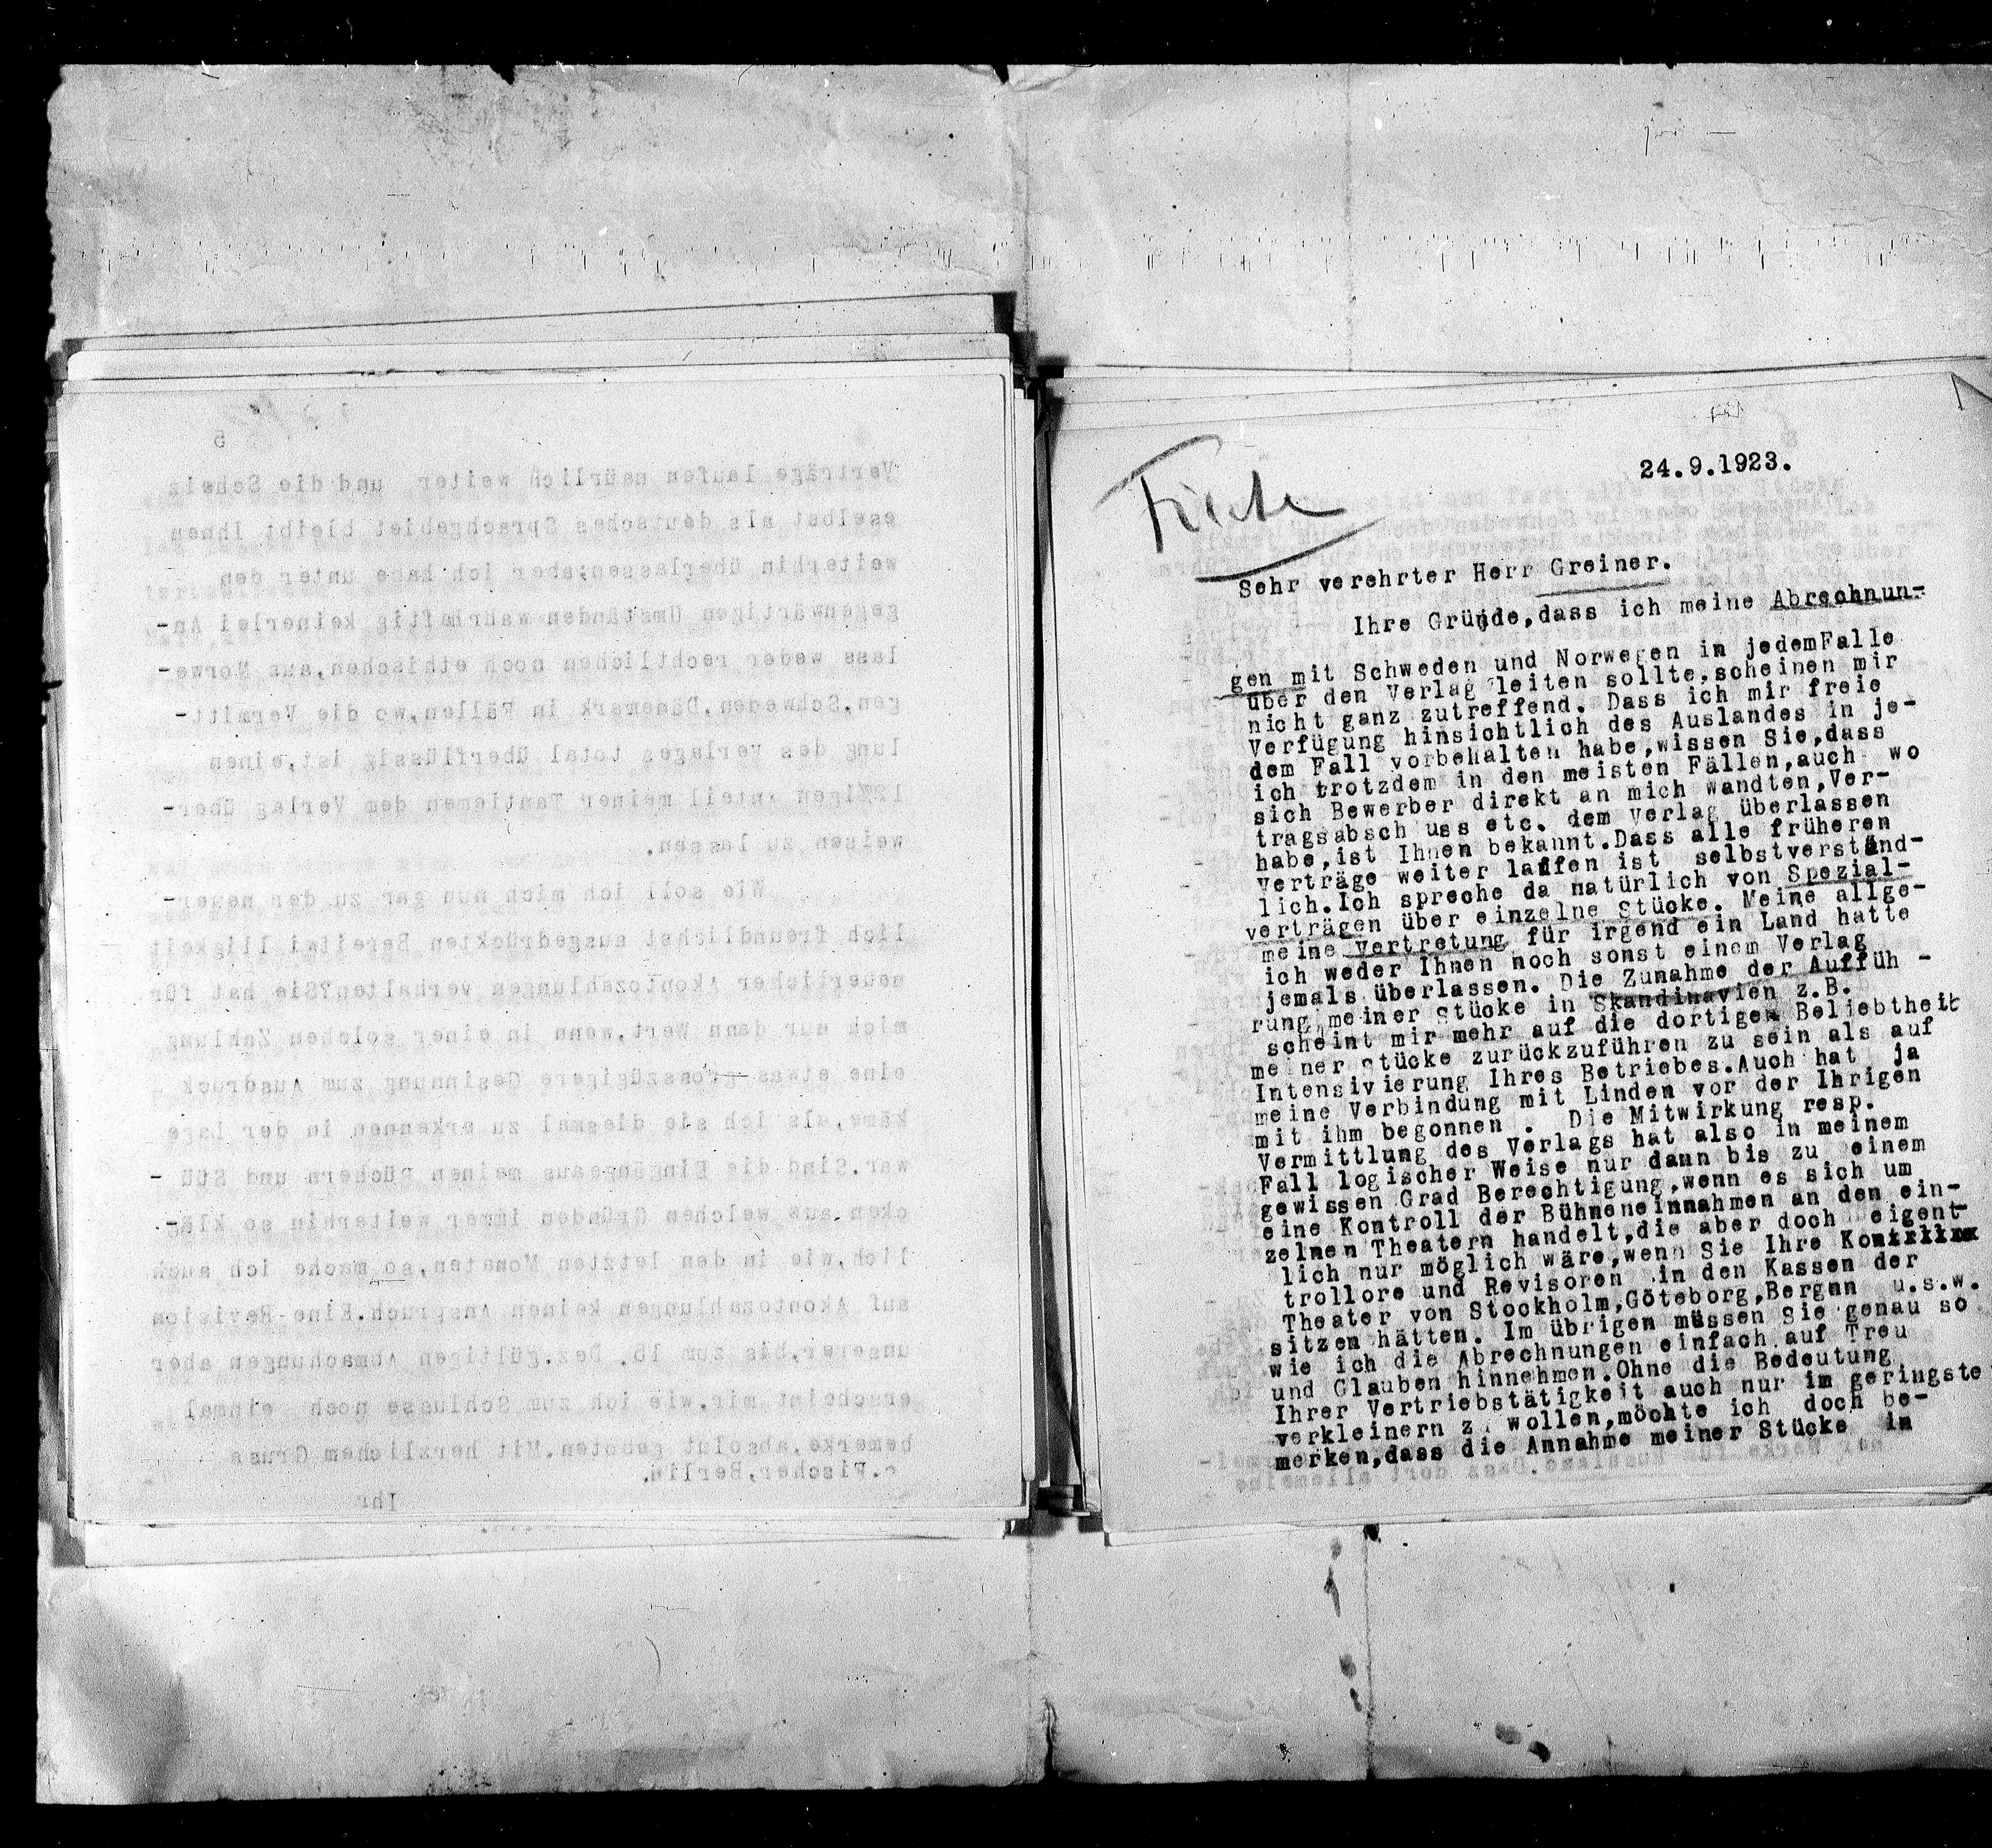 5
Verträge laufen naürlich weiter und die Schweiz
eselbst als deutsches Sprachgebiet bleibt Ihnen
weiterhin überlassen;aber ich habe unter den
gegenwärtigen Umständen wahrhaftig keinerlei An-
lass weder rechtlichen noch ethischen,aus Norwe-
gen,Schweden,Dänemark in Fällen,wo die Vermitt-
lung des verlages total überflüssig ist,einen
igen Anteil meiner Tantiemen dem Verlag über-
weisen zu lassen.
Wie soll ich mich nun gar zu der neuer-
lich freundlichst ausgedrückten Bereitwilligkeit
neuerlicher Akontozahlungen verhalten?Sie hat für
mich nur dann Wert,wenn in einer solchen Zahlung
eine etwas grosszügigere Gesinnung zum Ausdruck
käme,als ich sie diesmal zu erkennen in der Lage
war.Sind die Eingängeaus meinen Büchern und Stü -
cken aus welchen Gründen immer weiterhin so kläg-
lich,wie in den letzten Monaten,so mache ich auch
auf Akontozahlungen keinen Anspruch.Eine Revision
unserer,bis zum 16. Dez.gültigen Abmachungen aber
erscheint mir,wie ich zum Schlusse noch einmal
bemerke,absolut geboten.Mit herzlichem Gruss
S.Fischer,Berlin.
Ihr
24.9.1923.
Sehr verehrter Herr Greiner.
Ihre Gründe,dass ich meine Abrechnun-
gen mit Schweden und Norwegen in jedemFalle
über den Verlag leiten sollte,scheinen mir
nicht ganz zutreffend. Dass ich mir freie
Verfügung hinsichtlich des Auslandes in je-
dem Fall vorbehalten habe,wissen Sie,dass
ich trotzdem in den meisten Fällen,auch wo
sich Bewerber direkt an mich wandten,Ver-
tragsabsch uss etc. dem Verlag überlassen
habe,ist Ihnen bekannt.Dass alle früheren
Verträge weiter laufen ist selbstverständ-
lich.Ich spreche da natürlich von Spezial-
verträgen über einzelne Stücke. Meine allge-
meine Vertretung für irgend ein Land hatte
ich weder Ihnen noch sonst einem Verlag
jemals überlassen. Die Zunahme der Auffüh -
rung meiner Stücke in Skandinavien z.B.
scheint mir mehr auf die dortigen Beliebtheit
meiner Stücke zurückzuführen zu sein als auf
Intensivierung Ihres Betriebes.Auch hat ja
meine Verbindung mit Linden vor der Ihrigen
mit ihm begonnen . Die Mitwirkung resp.
Vermittlung des Verlags hat also in meinem
Fall logischer Weise nur dann bis zu einem
gewissen Grad Berechtigung,wenn es sich um
eine Kontroll der Bühneneinnahmen an den ein-
zelnen Theatern handelt,die aber doch eigent-
lich nur möglich wäre,wenn Sie Ihre Kon
trollore und Revisoren in den Kassen der
Theater von Stockholm,Göteborg,Bergen u.s.w.
sitzen hätten. Im übrigen müssen Sie genau so
wie ich die Abrechnungen einfach auf Treu
und Glauben hinnehmen.Ohne die Bedeutung
Ihrer Vertriebstätigkeit auch nur im geringste
verkleinern z wollen,möchte ich doch be-
merken,dass die Annahme meiner Stücke in